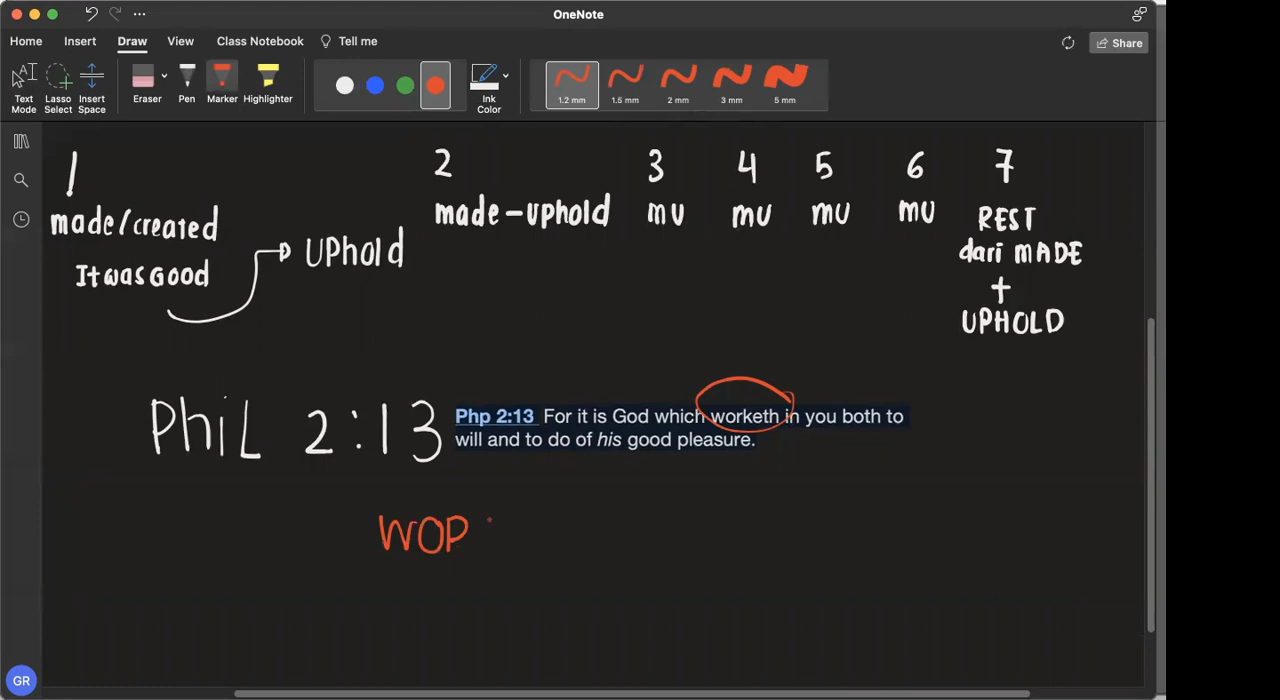 OneNote
Home Insert Draw View Class Notebook Tell me
Share
Text Mode
Lasso Select
Insert Space
Eraser
Pen
Marker
Highlighter
Ink Color
1.2 mm
1.5 mm
2 mm
3 mm
5 mm
1 2 3 4 5 6 7
made/created made-uphold mu mu mu mu REST
It was Good UPhold dari MADE
+
UPHOLD
PhiL 2:13
Php 2:13 For it is God which worketh in you both to
will and to do of his good pleasure.
WOP
GR